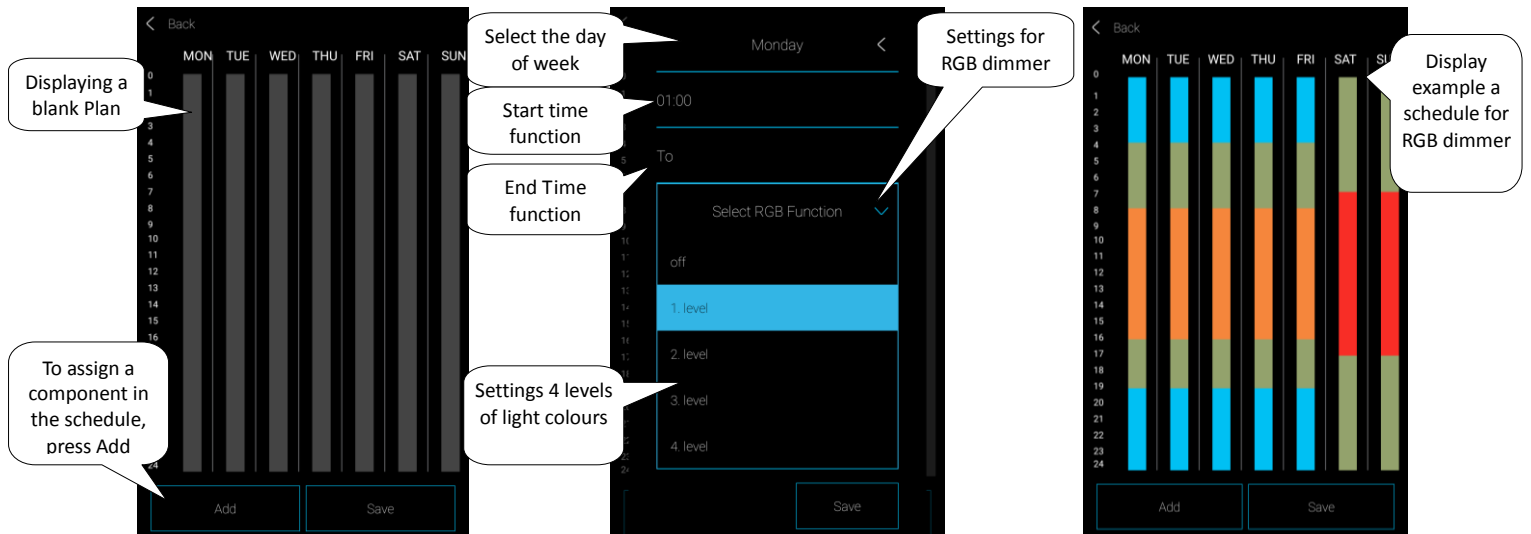 Back
MON TUE WED THU FRI SAT SUN
Displaying a
blank Plan
0
1
3
4
5
6
7
8
9
10
11
12
13
14
15
16
To assign a
component in
the schedule,
press Add
24
Add
Save
Select the day
of week
Monday
Settings for
RGB dimmer
Start time
function
01:00
To
End Time
function
Select RGB Function
off
1. level
2. level
Settings 4 levels
of light colours
3. level
4. level
Save
Back
MON TUE WED THU FRI SAT
Display
example a
schedule for
RGB dimmer
0
1
2
3
4
5
6
7
8
9
10
11
12
13
14
15
16
17
18
19
20
21
22
23
24
Add
Save